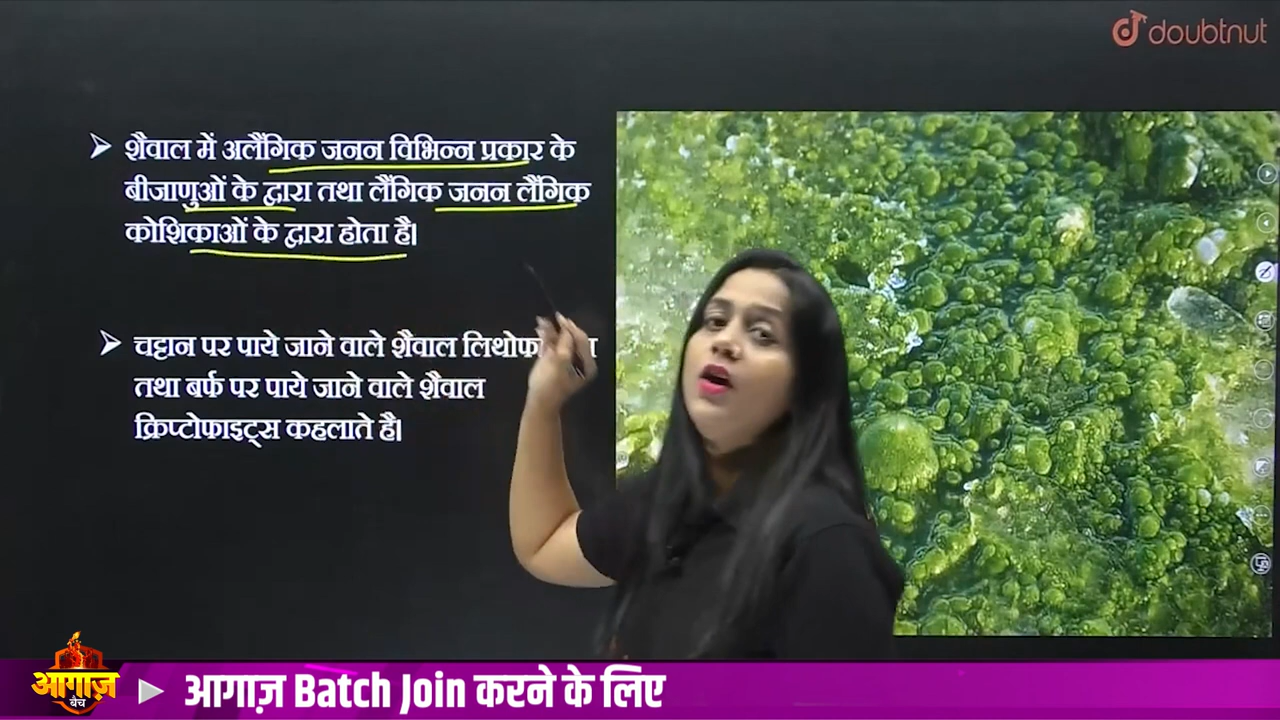 doubtnut
शैवाल में अलैंगिक जनन विभिन्न प्रकार के
बीजाणुओं के द्वारा तथा लैंगिक जनन लैंगिक
कोशिकाओं के द्वारा होता है।
चट्टान पर पाये जाने वाले शैवाल
तथा बर्फ पर पाये जाने वाले शैवाल
क्रिप्टोफाइट्स कहलाते है।
आगाज़
बैच
आगाज़ Batch Join करने के लिए